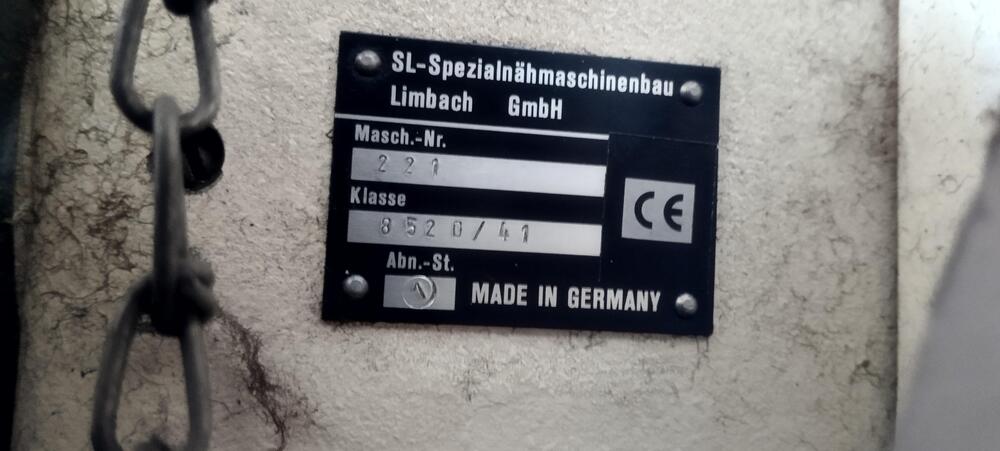 SL-Spezialnähmaschinenbau
Limbach GmbH
Masch.-Nr.
221
Klasse
8520/41
CE
Abn.-St.
MADE IN GERMANY